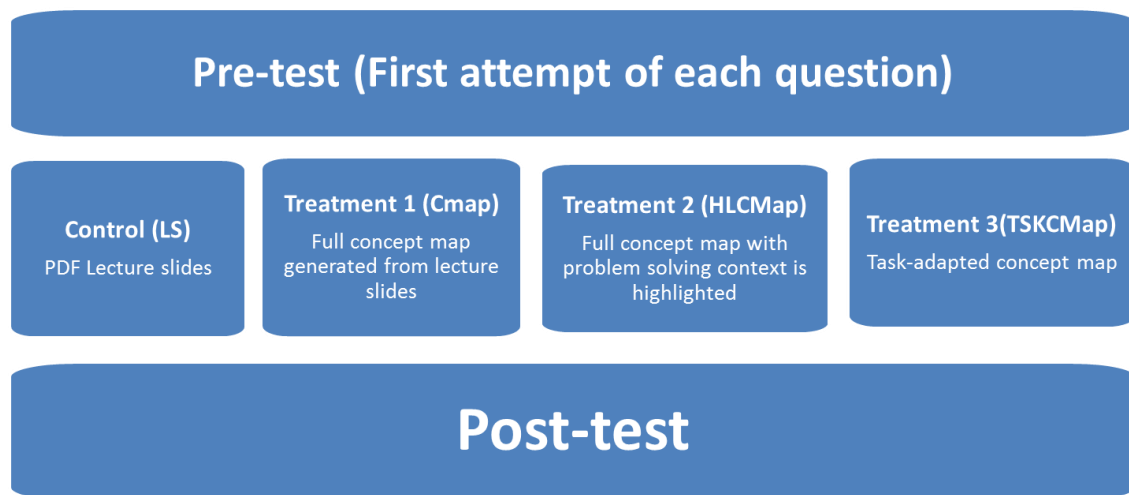 Pre-test (First attempt of each question)
Control (LS)
PDF Lecture slides
Treatment 1 (Cmap)
Full concept map
generated from lecture
slides
Treatment 2 (HLCMap)
Full concept map with
problem solving context is
highlighted
Treatment 3(TSKCMap)
Task-adapted concept map
Post-test